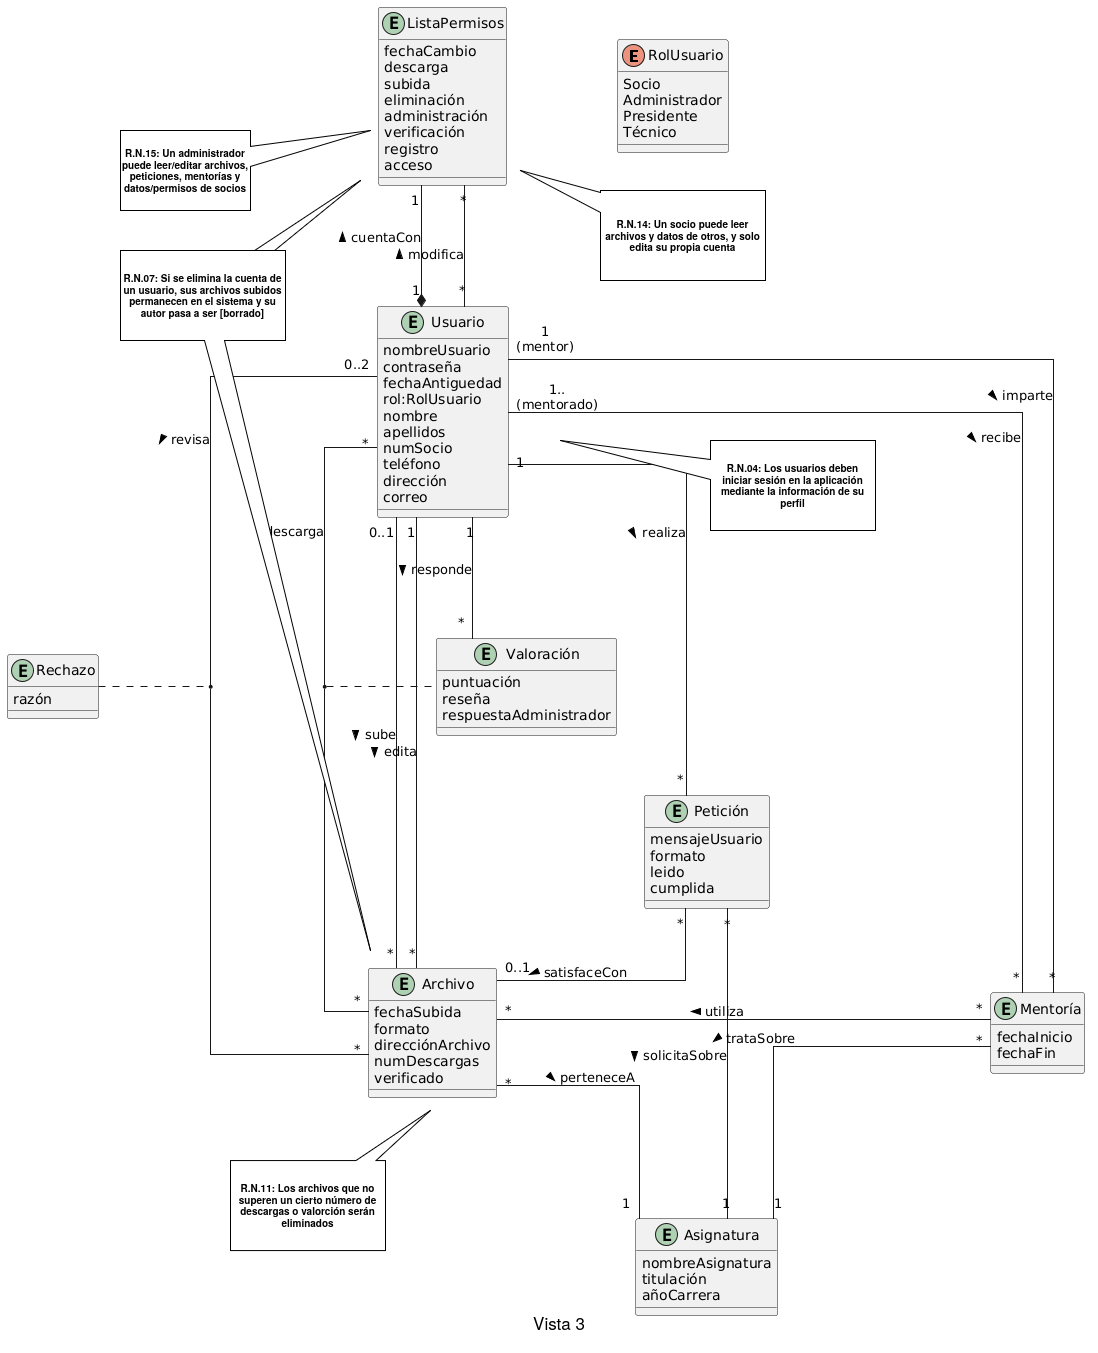 E ListaPermisos
fechaCambio
descarga
subida
eliminación
administración
verificación
registro
acceso
E RolUsuario
Socio
Administrador
Presidente
Técnico
R.N.15: Un administrador
puede leer/editar archivos,
peticiones, mentorías y
datos/permisos de socios
R.N.14: Un socio puede leer
archivos y datos de otros, y solo
edita su propia cuenta
1
*
cuentaCon
modifica
R.N.07: Si se elimina la cuenta de
un usuario, sus archivos subidos
permanecen en el sistema y su
autor pasa a ser [borrado]
1
*
E Usuario
nombreUsuario
contraseña
fechaAntiguedad
rol:RolUsuario
nombre
apellidos
numSocio
teléfono
dirección
correo
1
(mentor)
0..2
1..
(mentorado)
imparte
recibe
revisa
*
1
R.N.04: Los usuarios deben
iniciar sesión en la aplicación
mediante la información de su
perfil
descarga
0..1
1
1
realiza
responde
*
E Rechazo
razón
E Valoración
puntuación
reseña
respuestaAdministrador
sube
edita
*
E Petición
mensajeUsuario
formato
leido
cumplida
*
*
*
*
0..1
satisfaceCon
*
*
E Archivo
fechaSubida
formato
direcciónArchivo
numDescargas
verificado
*
*
*
utiliza
*
E Mentoría
fechaInicio
fechaFin
trataSobre
*
solicitaSobre
perteneceA
*
R.N.11: Los archivos que no
superen un cierto número de
descargas o valorción serán
eliminados
1
1
1
E Asignatura
nombreAsignatura
titulación
añoCarrera
Vista 3